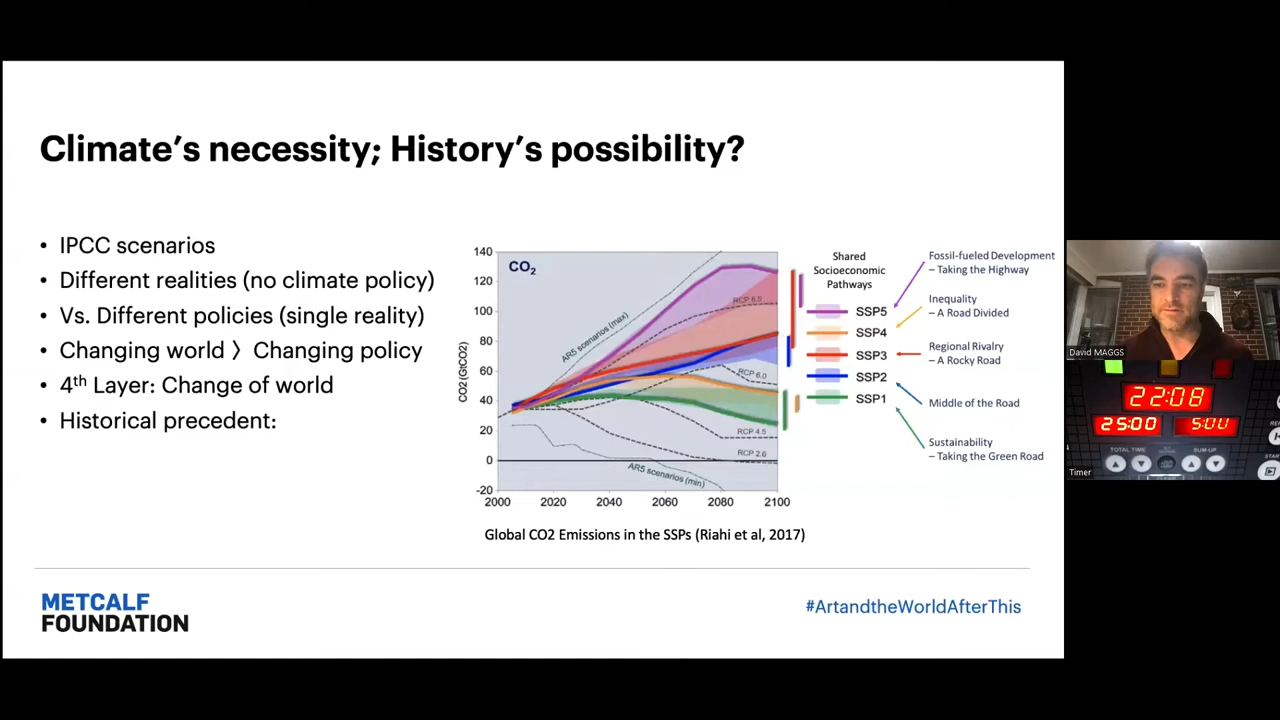 Climate's necessity; History's possibility?
• IPCC scenarios
• Different realities (no climate policy)
• Vs. Different policies (single reality)
• Changing world 〉 Changing policy
• 4th Layer: Change of world
• Historical precedent:
CO2
CO2(GtCO2)
140
120
100
80
60
40
20
0
-20
2000
2020
2040
2060
2080
2100
AR5 scenarios (max)
RCP 8.5
RCP 6.0
RCP 4.5
RCP 2.6
AR5 scenarios (min)
Shared
Socioeconomic
Pathways
SSP5
SSP4
SSP3
SSP2
SSP1
Fossil-fueled Development
– Taking the Highway
Inequality
– A Road Divided
Regional Rivalry
– A Rocky Road
Middle of the Road
Sustainability
– Taking the Green Road
Global CO2 Emissions in the SSPs (Riahi et al, 2017)
METCALF
FOUNDATION
#ArtandtheWorldAfterThis
David MAGGS
22:08
25:00
5:00
TOTAL TIME
SUM-UP
Timer